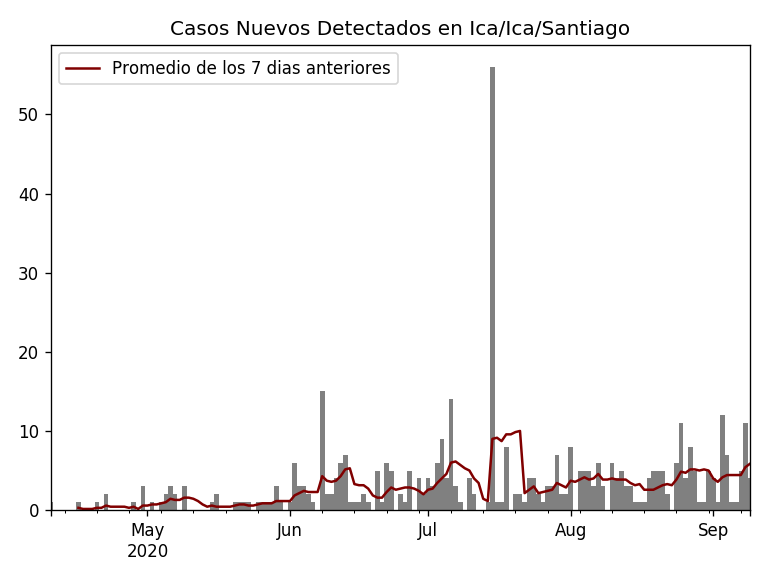 Casos Nuevos Detectados en Ica/Ica/Santiago
Promedio de los 7 dias anteriores
50
40
30
20
10
0
May Jun Jul Aug Sep
2020